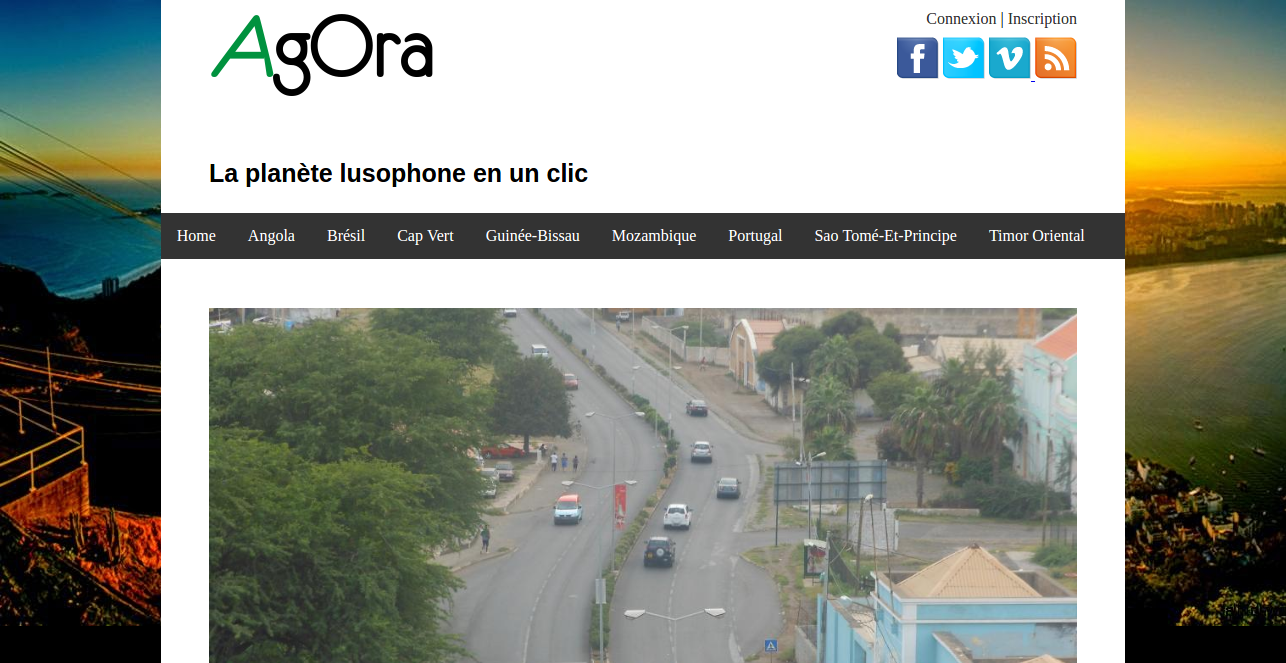 AgOra
Connexion | Inscription
La planète lusophone en un clic
Home Angola Brésil Cap Vert Guinée-Bissau Mozambique Portugal Sao Tomé-Et-Principe Timor Oriental